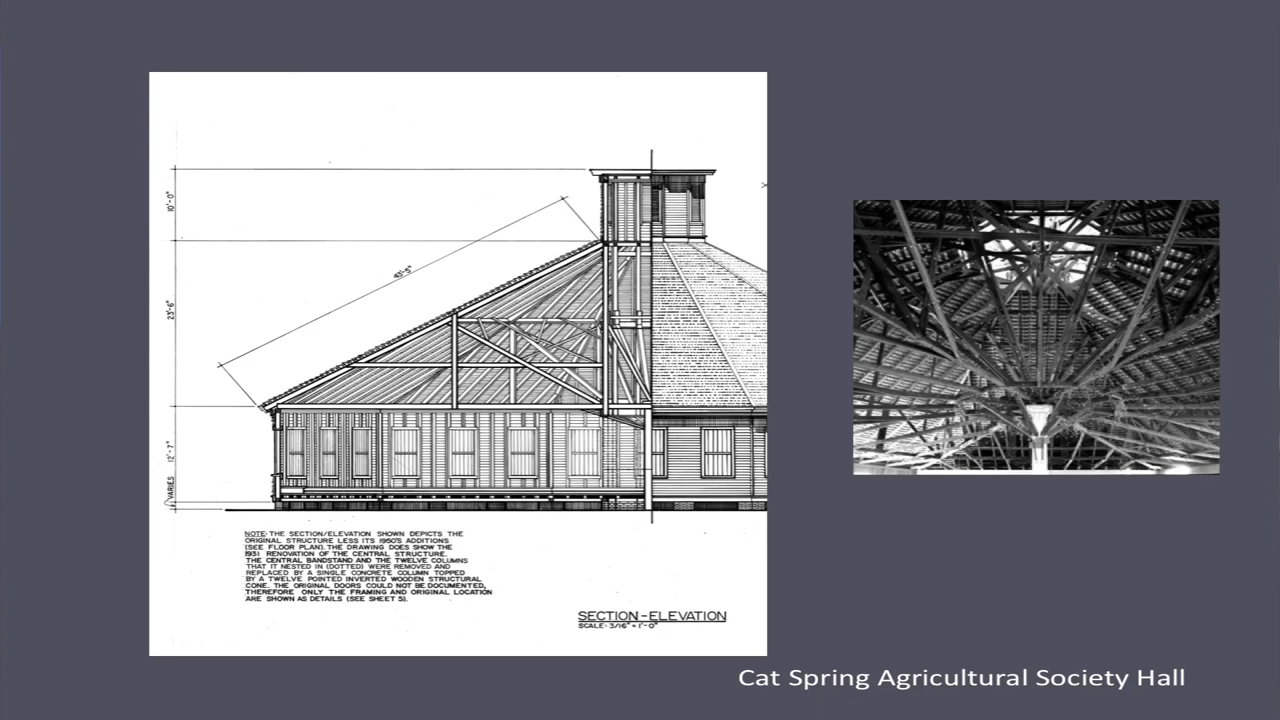 10'-0"
43'-3"
23'-6"
12'-7"
VARIES
NOTE: THE SECTION/ELEVATION SHOWN DEPICTS THE
ORIGINAL STRUCTURE LESS ITS 1950'S ADDITIONS
(SEE FLOOR PLAN). THE DRAWING DOES SHOW THE
1931 RENOVATION OF THE CENTRAL STRUCTURE.
THE CENTRAL BANDSTAND AND THE TWELVE COLUMNS
THAT IT NESTED IN (DOTTED) WERE REMOVED AND
REPLACED BY A SINGLE CONCRETE COLUMN TOPPED
BY A TWELVE POINTED INVERTED WOODEN STRUCTURAL
CONE. THE ORIGINAL DOORS COULD NOT BE DOCUMENTED,
THEREFORE ONLY THE FRAMING AND ORIGINAL LOCATION
ARE SHOWN AS DETAILS (SEE SHEET 5).
SECTION-ELEVATION
SCALE: 3/16" = 1'-0"
Cat Spring Agricultural Society Hall